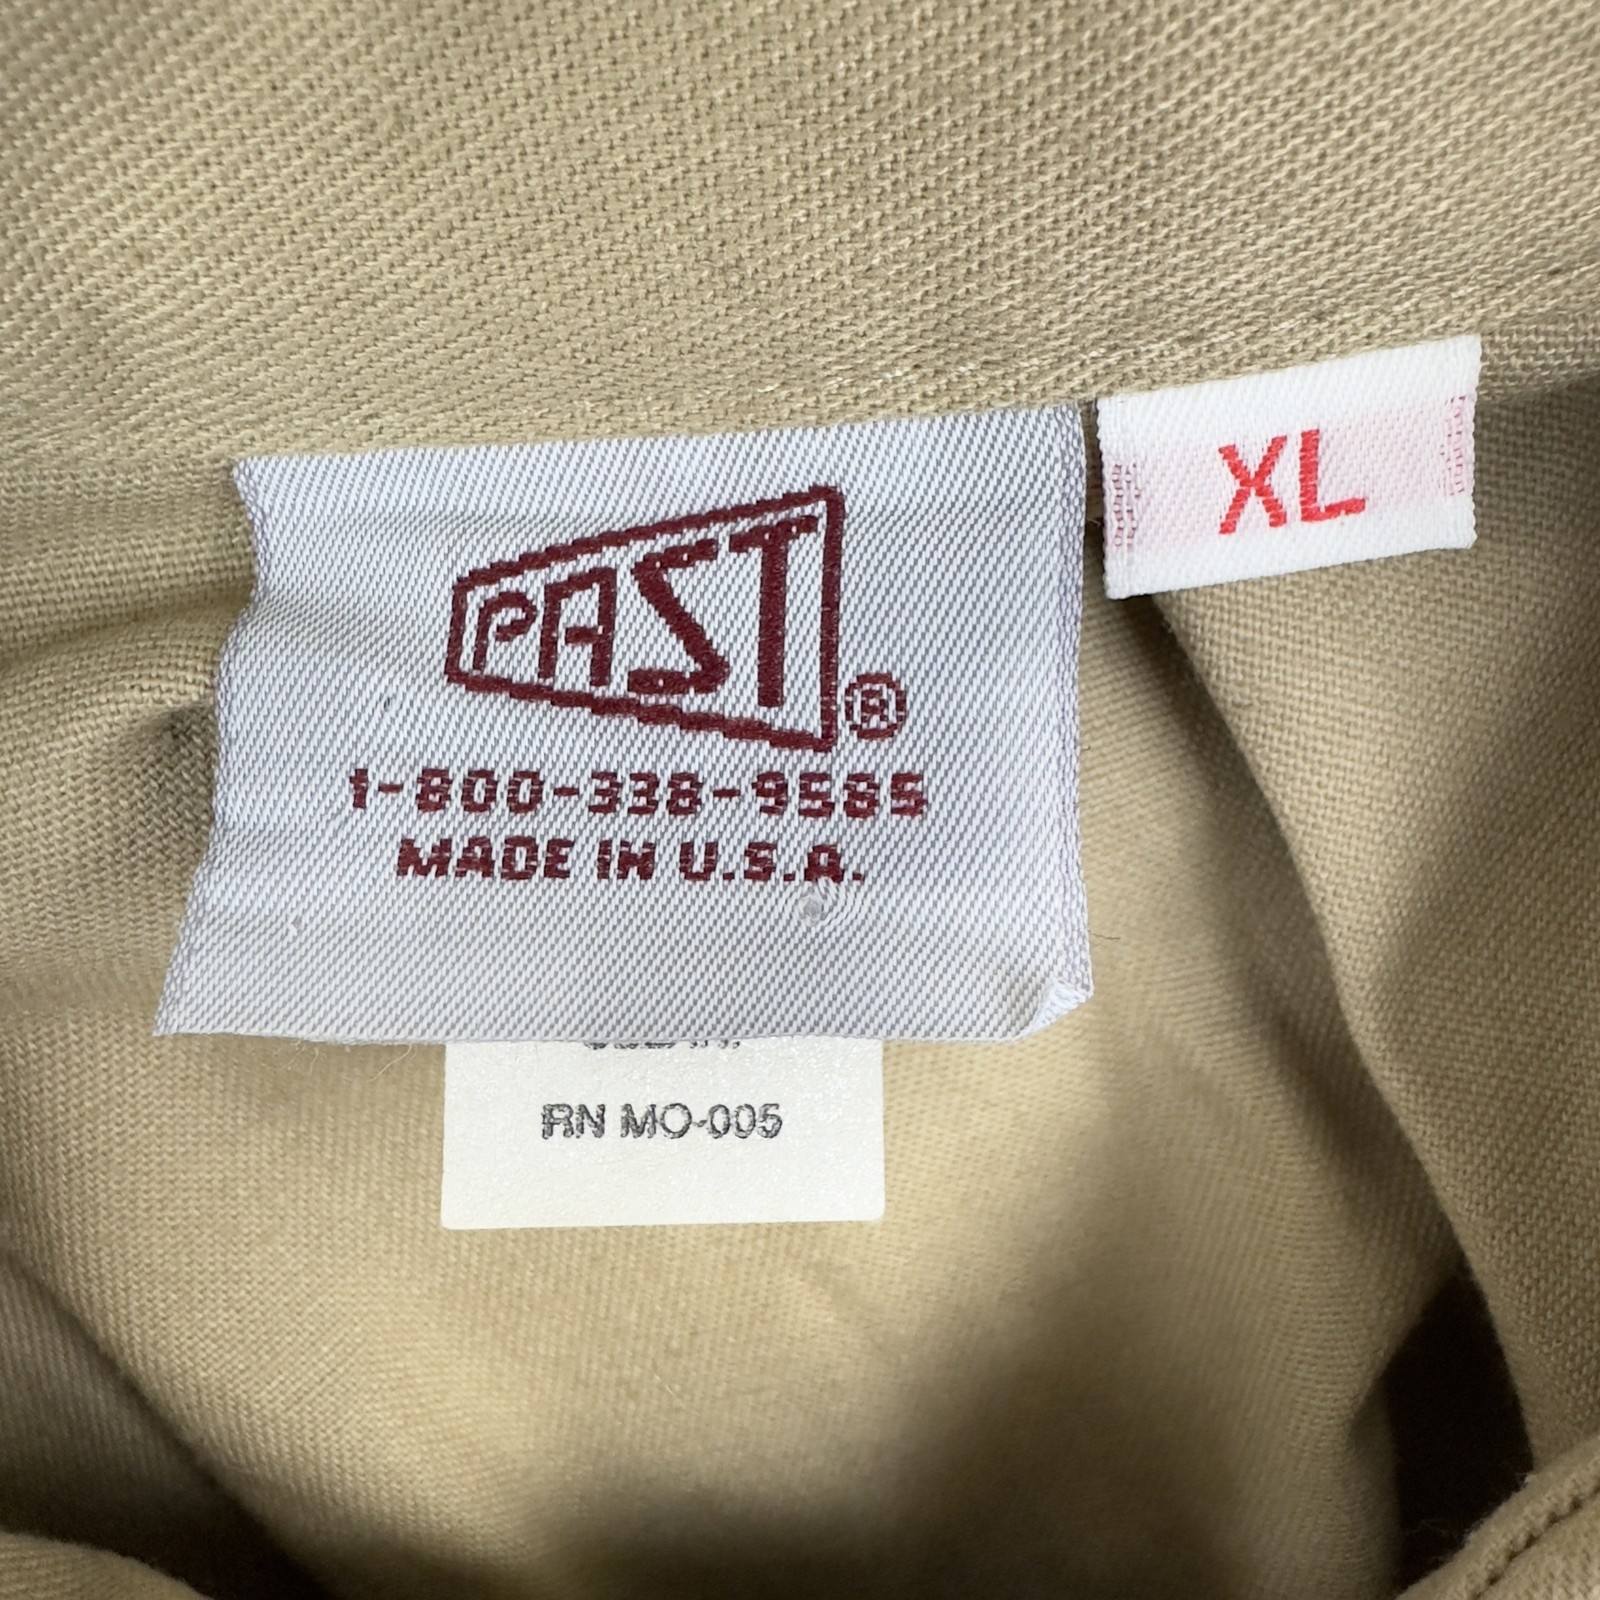 PAST
®
1-800-338-9585
MADE IN U.S.A.
XL
RN MO-005